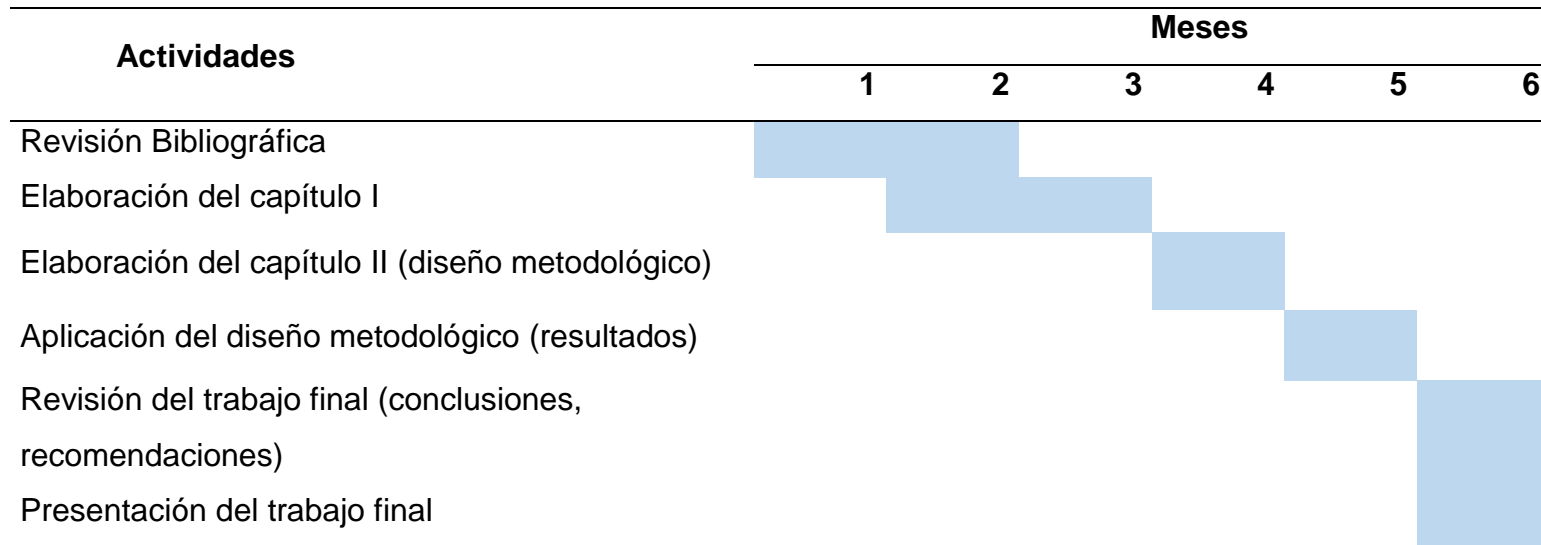 Actividades
Meses
1 2 3 4 5 6
Revisión Bibliográfica
Elaboración del capítulo I
Elaboración del capítulo II (diseño metodológico)
Aplicación del diseño metodológico (resultados)
Revisión del trabajo final (conclusiones,
recomendaciones)
Presentación del trabajo final